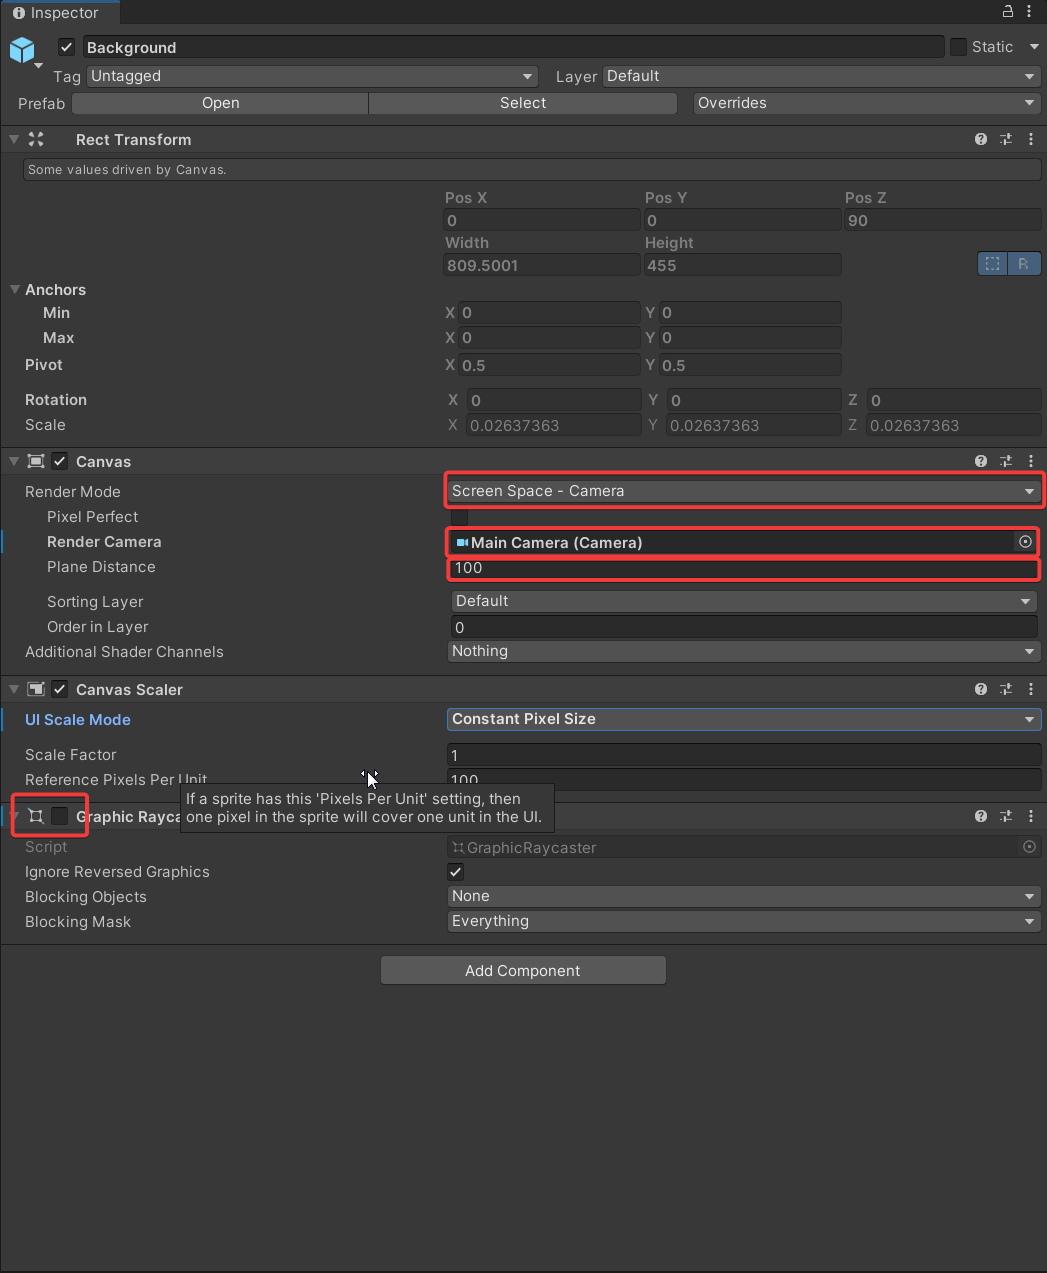 Inspector
Background
Static
Tag Untagged Layer Default
Prefab Open Select Overrides
Rect Transform
Some values driven by Canvas.
Pos X Pos Y Pos Z
0 0 90
Width Height
809.5001 455 R
Anchors
Min X 0 Y 0
Max X 0 Y 0
Pivot X 0.5 Y 0.5
Rotation X 0 Y 0 Z 0
Scale X 0.02637363 Y 0.02637363 Z 0.02637363
Canvas
Render Mode Screen Space - Camera
Pixel Perfect
Render Camera Main Camera (Camera)
Plane Distance 100
Sorting Layer Default
Order in Layer 0
Additional Shader Channels Nothing
Canvas Scaler
UI Scale Mode Constant Pixel Size
Scale Factor 1
Reference Pixels Per Unit 100
If a sprite has this 'Pixels Per Unit' setting, then
one pixel in the sprite will cover one unit in the UI.
Graphic Rayca
Script GraphicRaycaster
Ignore Reversed Graphics
Blocking Objects None
Blocking Mask Everything
Add Component